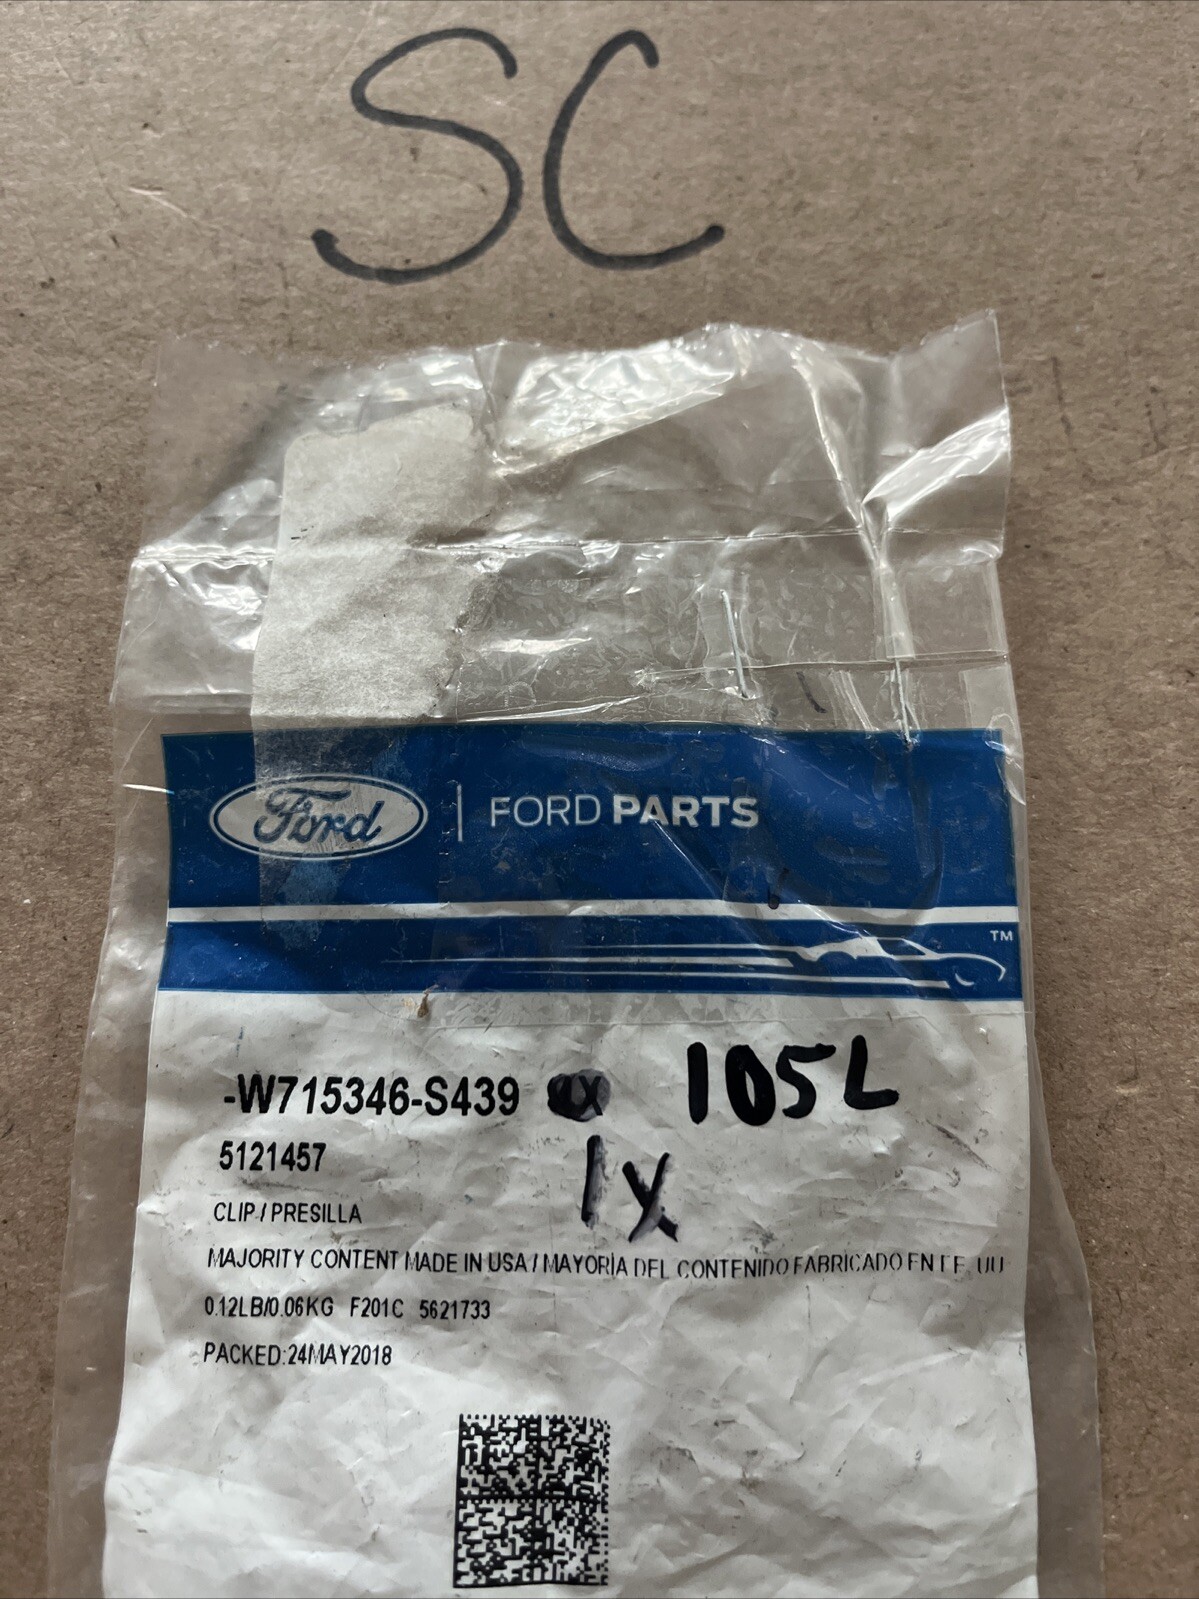 SC
Ford | FORD PARTS
TM
-W715346-S439 105L
5121457 1X
CLIP / PRESILLA
MAJORITY CONTENT MADE IN USA / MAYORÍA DEL CONTENIDO FABRICADO EN EE. UU
0.12LB/0.06KG F201C 5621733
PACKED:24MAY2018